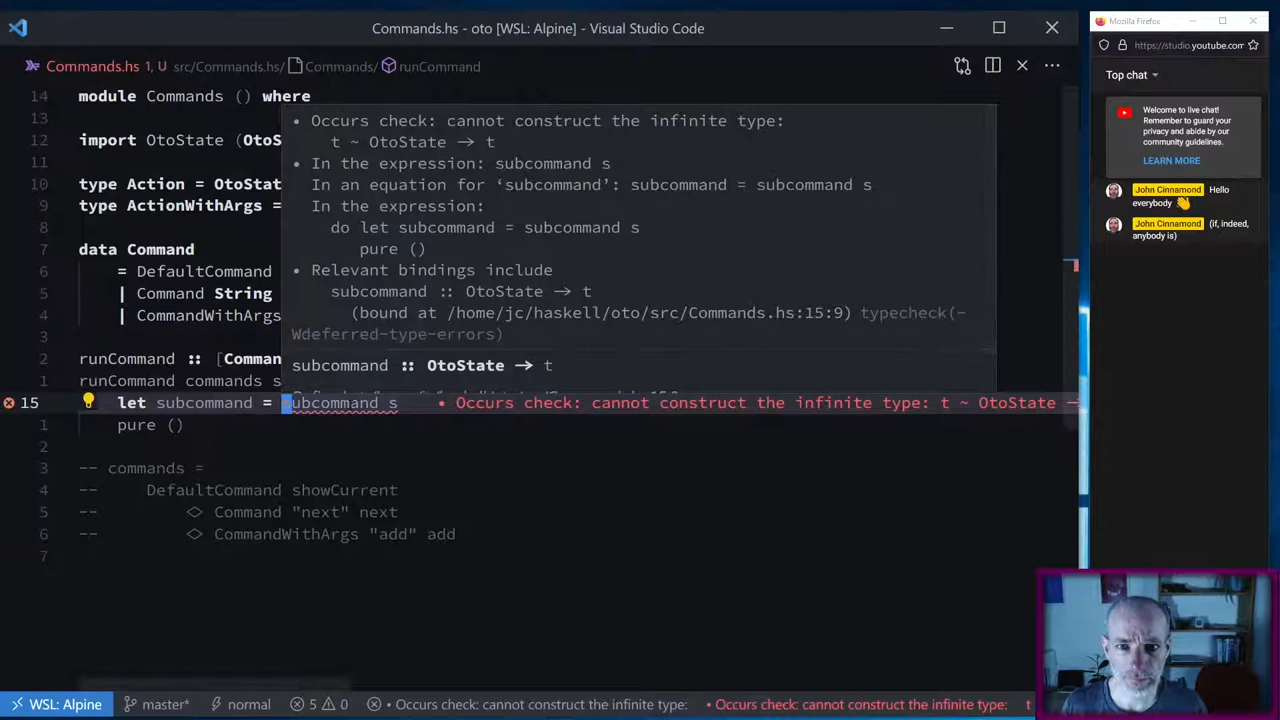 Commands.hs - oto [WSL: Alpine] - Visual Studio Code
Commands.hs 1, U src/Commands.hs/ Commands/ runCommand
14 module Commands () where
13
12 import OtoState (OtoS
11
10 type Action = OtoStat
9 type ActionWithArgs =
8
7 data Command
6 = DefaultCommand
5 | Command String
4 | CommandWithArgs
3
2 runCommand :: [Comman
1 runCommand commands s
15 let subcommand = subcommand s • Occurs check: cannot construct the infinite type: t ~ OtoState →
1 pure ()
2
3 -- commands =
4 -- DefaultCommand showCurrent
5 -- <> Command "next" next
6 -- <> CommandWithArgs "add" add
7
• Occurs check: cannot construct the infinite type:
t ~ OtoState → t
• In the expression: subcommand s
In an equation for ‘subcommand’: subcommand = subcommand s
In the expression:
do let subcommand = subcommand s
pure ()
• Relevant bindings include
subcommand :: OtoState → t
(bound at /home/jc/haskell/oto/src/Commands.hs:15:9) typecheck(-
Wdeferred-type-errors)
subcommand :: OtoState → t
WSL: Alpine master* normal 5 0 • Occurs check: cannot construct the infinite type: • Occurs check: cannot construct the infinite type: t
Mozilla Firefox
https://studio.youtube.com
Top chat
Welcome to live chat!
Remember to guard your
privacy and abide by our
community guidelines.
LEARN MORE
John Cinnamond Hello
everybody 👋
John Cinnamond (if, indeed,
anybody is)